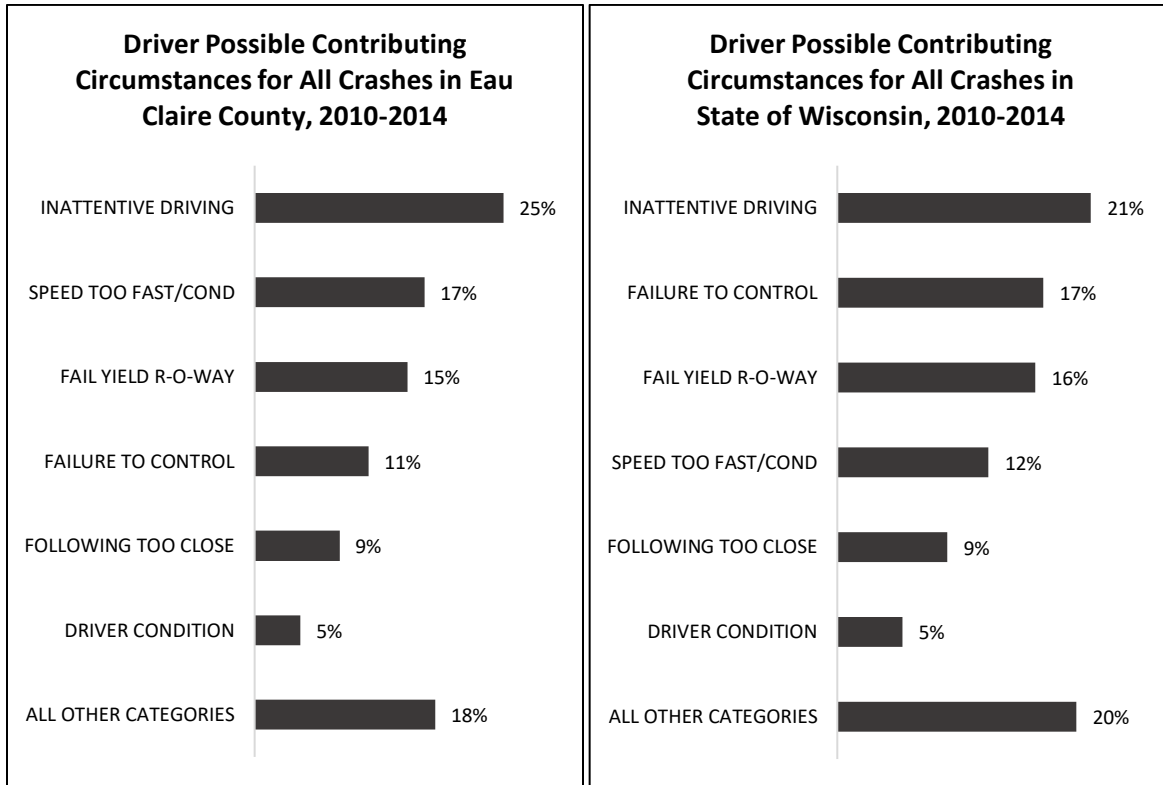 Driver Possible Contributing
Circumstances for All Crashes in Eau
Claire County, 2010-2014
INATTENTIVE DRIVING 25%
SPEED TOO FAST/COND 17%
FAIL YIELD R-O-WAY 15%
FAILURE TO CONTROL 11%
FOLLOWING TOO CLOSE 9%
DRIVER CONDITION 5%
ALL OTHER CATEGORIES 18%
Driver Possible Contributing
Circumstances for All Crashes in
State of Wisconsin, 2010-2014
INATTENTIVE DRIVING 21%
FAILURE TO CONTROL 17%
FAIL YIELD R-O-WAY 16%
SPEED TOO FAST/COND 12%
FOLLOWING TOO CLOSE 9%
DRIVER CONDITION 5%
ALL OTHER CATEGORIES 20%